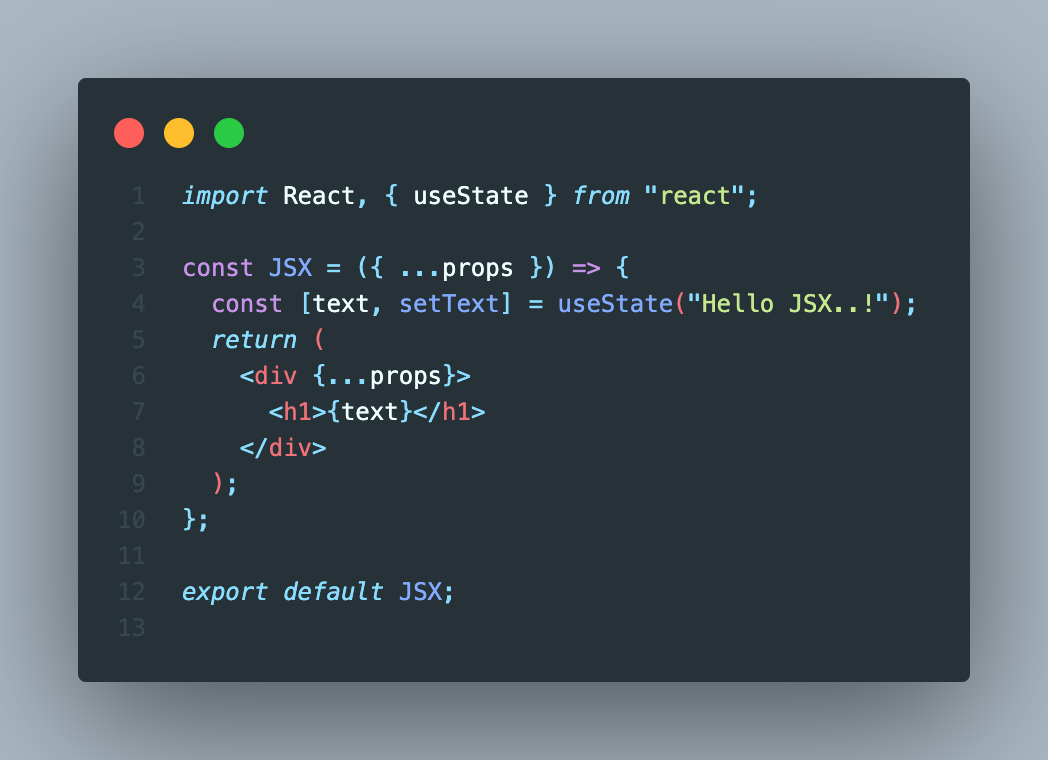 1 import React, { useState } from "react";
2
3 const JSX = ({ ...props }) => {
4   const [text, setText] = useState("Hello JSX..!");
5   return (
6     <div {...props}>
7       <h1>{text}</h1>
8     </div>
9   );
10 };
11
12 export default JSX;
13